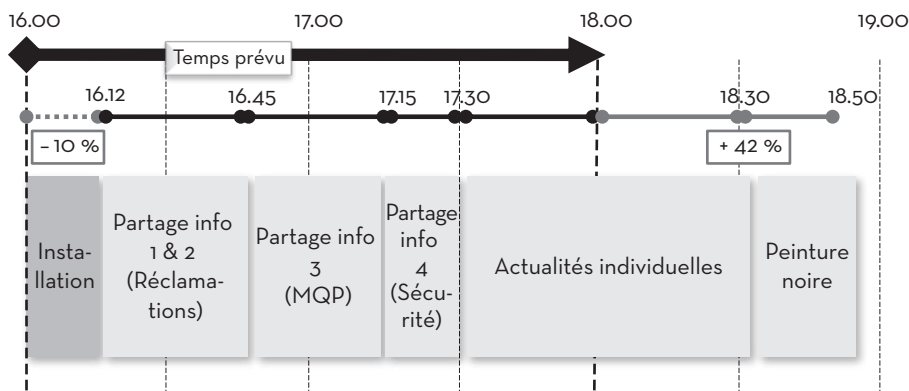 16.00
17.00
18.00
19.00
Temps prévu
16.12
16.45
17.15
17.30
18.30
18.50
– 10 %
+ 42 %
Insta-
llation
Partage info
1 & 2
(Réclama-
tions)
Partage info
3
(MQP)
Partage
info
4
(Sécu-
rité)
Actualités individuelles
Peinture
noire